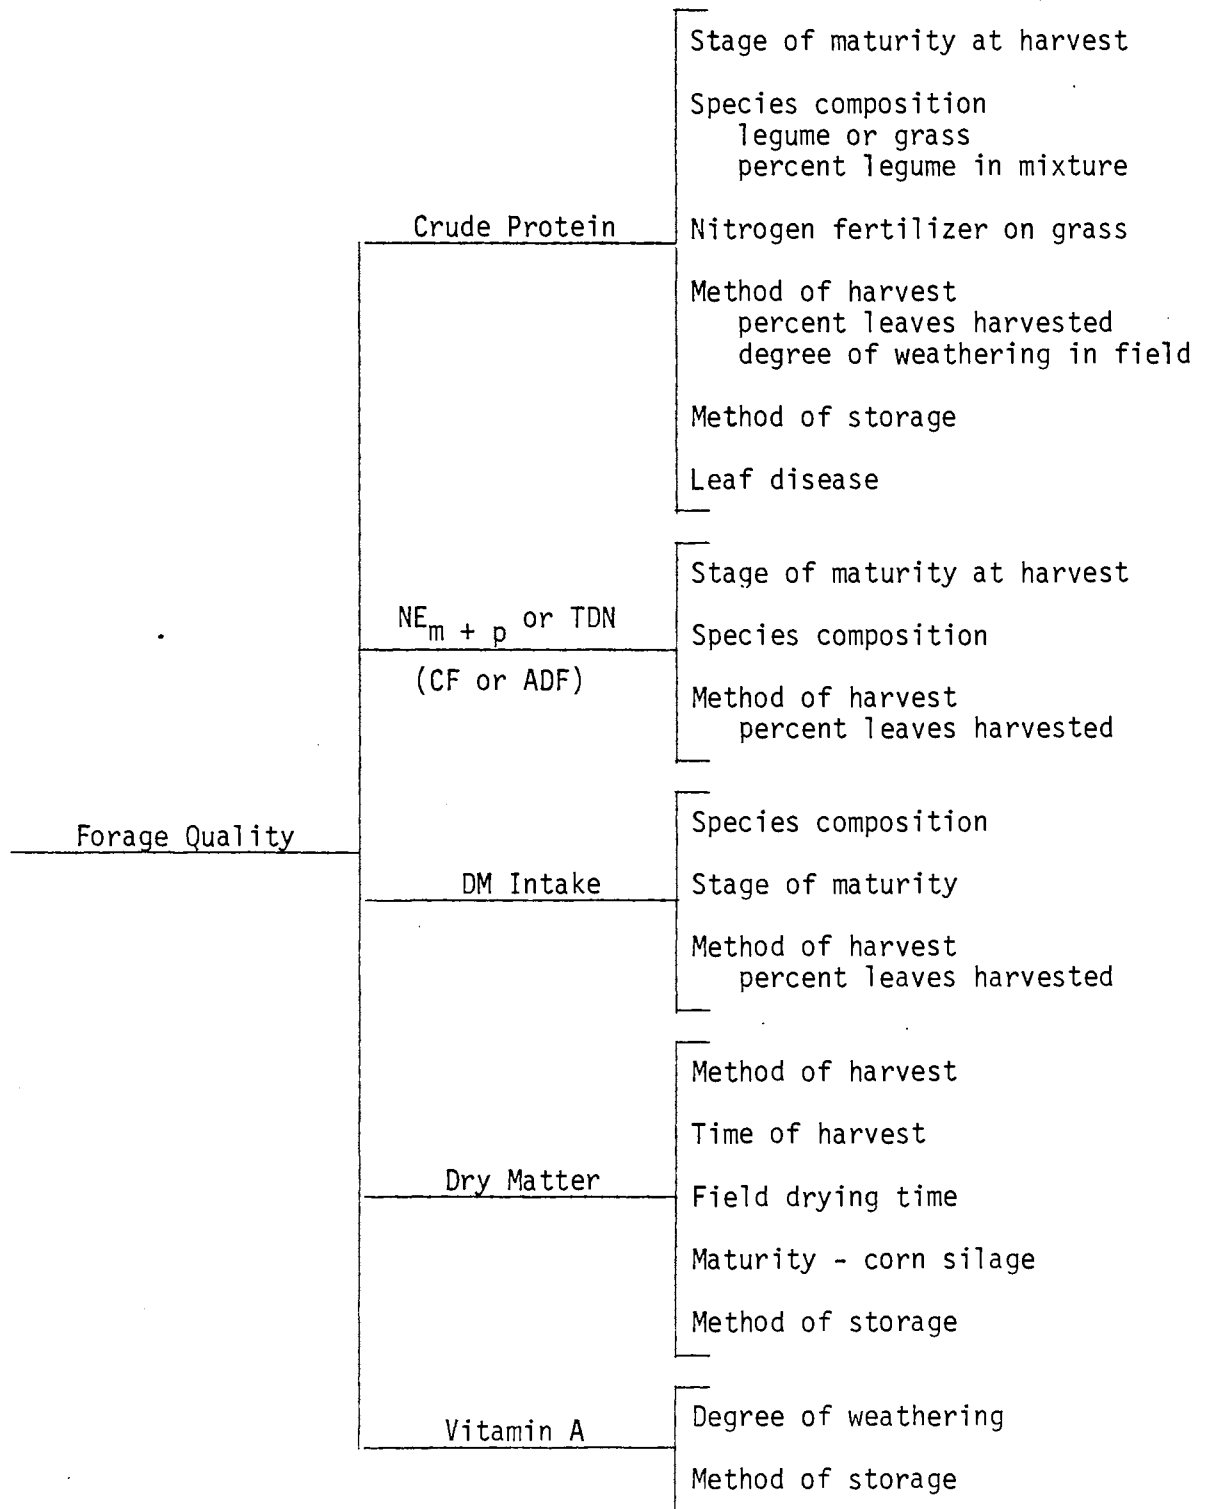 Forage Quality
Crude Protein
Stage of maturity at harvest
Species composition
legume or grass
percent legume in mixture
Nitrogen fertilizer on grass
Method of harvest
percent leaves harvested
degree of weathering in field
Method of storage
Leaf disease
NEm + p or TDN
(CF or ADF)
Stage of maturity at harvest
Species composition
Method of harvest
percent leaves harvested
DM Intake
Species composition
Stage of maturity
Method of harvest
percent leaves harvested
Dry Matter
Method of harvest
Time of harvest
Field drying time
Maturity - corn silage
Method of storage
Vitamin A
Degree of weathering
Method of storage